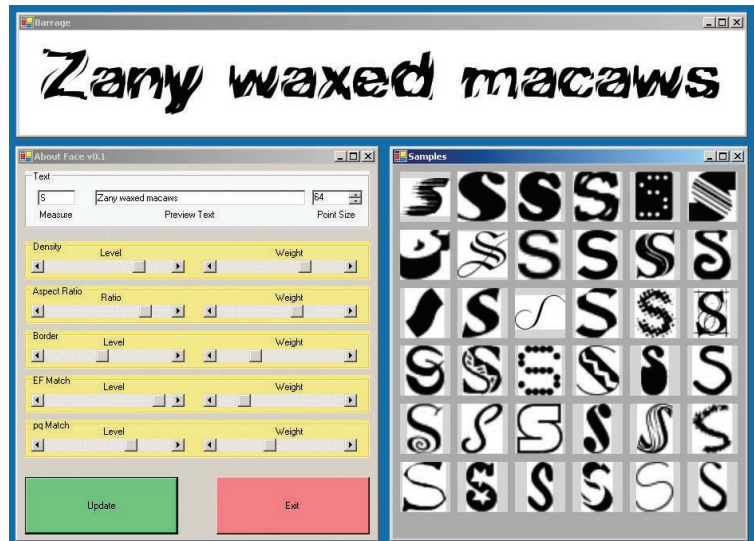 Barrage
Zany waxed macaws
About Face v0.1
Text
S Zany waxed macaws 64
Measure Preview Text Point Size
Density
Level Weight
Aspect Ratio
Ratio Weight
Border
Level Weight
EF Match
Level Weight
pq Match
Level Weight
Update Exit
Samples
S S S S S S
S S S S S
S S S S S
S S S S S S
S S S S S S
S S S S S S